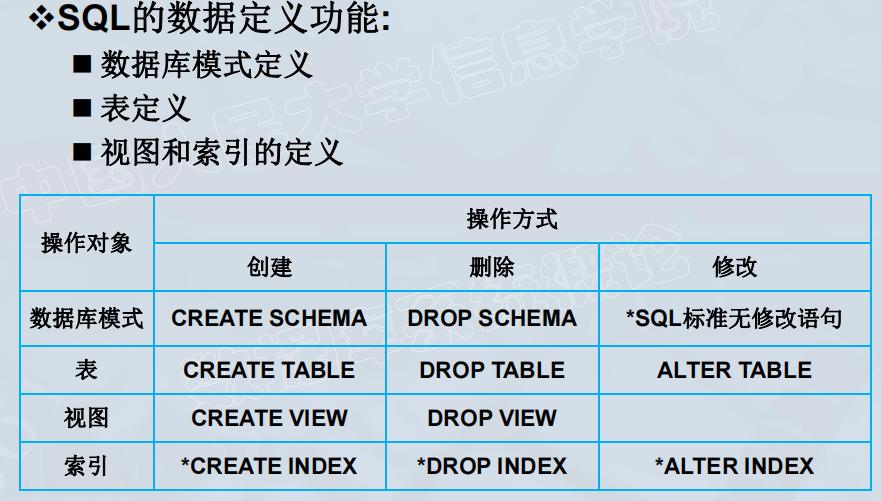 ❖SQL的数据定义功能:
■ 数据库模式定义
■ 表定义
■ 视图和索引的定义
操作对象
操作方式
创建 删除 修改
数据库模式 CREATE SCHEMA DROP SCHEMA *SQL标准无修改语句
表 CREATE TABLE DROP TABLE ALTER TABLE
视图 CREATE VIEW DROP VIEW
索引 *CREATE INDEX *DROP INDEX *ALTER INDEX
中国人民大学信息学院
数据库系统概论